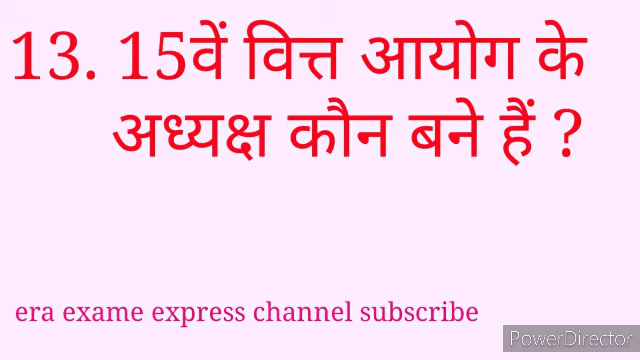 13. 15वें वित्त आयोग के
अध्यक्ष कौन बने हैं ?
era exame express channel subscribe
PowerDirector